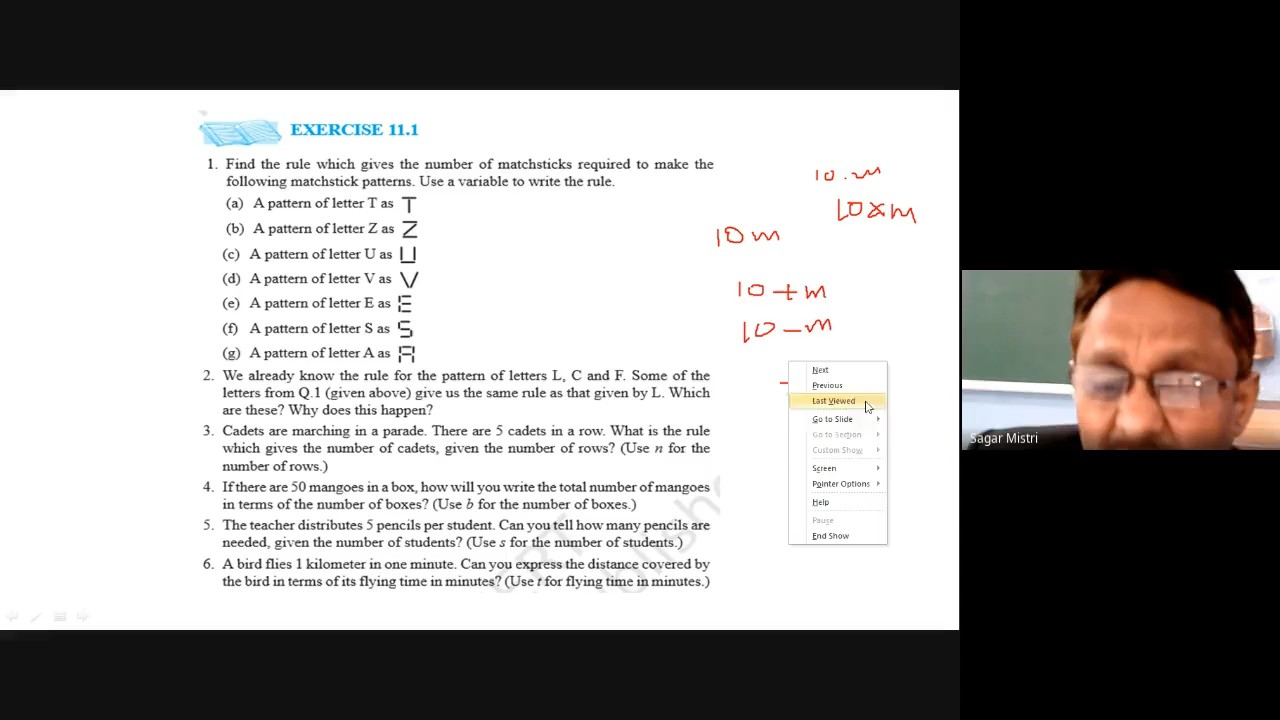 EXERCISE 11.1
1. Find the rule which gives the number of matchsticks required to make the
following matchstick patterns. Use a variable to write the rule.
(a) A pattern of letter T as T
(b) A pattern of letter Z as Z
(c) A pattern of letter U as U
(d) A pattern of letter V as V
(e) A pattern of letter E as E
(f) A pattern of letter S as S
(g) A pattern of letter A as A
2. We already know the rule for the pattern of letters L, C and F. Some of the
letters from Q.1 (given above) give us the same rule as that given by L. Which
are these? Why does this happen?
3. Cadets are marching in a parade. There are 5 cadets in a row. What is the rule
which gives the number of cadets, given the number of rows? (Use n for the
number of rows.)
4. If there are 50 mangoes in a box, how will you write the total number of mangoes
in terms of the number of boxes? (Use b for the number of boxes.)
5. The teacher distributes 5 pencils per student. Can you tell how many pencils are
needed, given the number of students? (Use s for the number of students.)
6. A bird flies 1 kilometer in one minute. Can you express the distance covered by
the bird in terms of its flying time in minutes? (Use t for flying time in minutes.)
10.m
10×m
10m
10+m
10-m
Next
Previous
Last Viewed
Go to Slide
Go to Section
Custom Show
Screen
Pointer Options
Help
Pause
End Show
Sagar Mistri